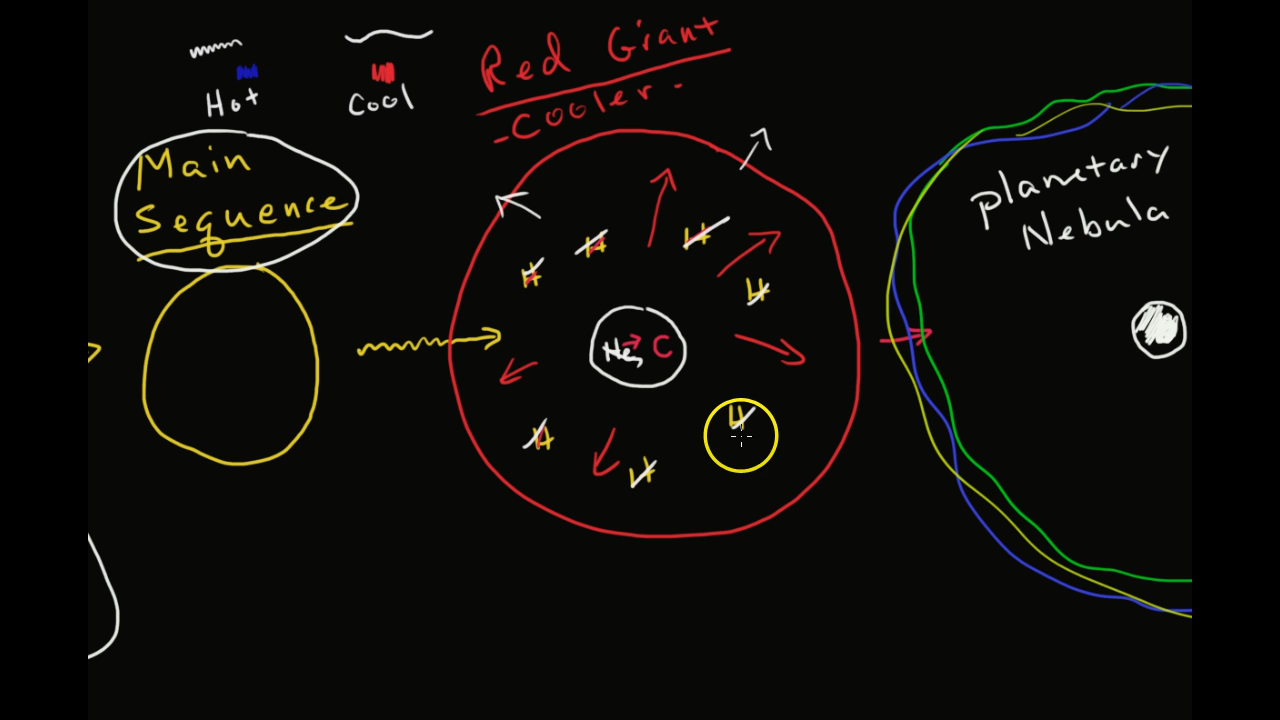 Hot
Cool
Red Giant
- Cooler -
Main
Sequence
Planetary
Nebula
H
H
H
H
He → C
H
H
H